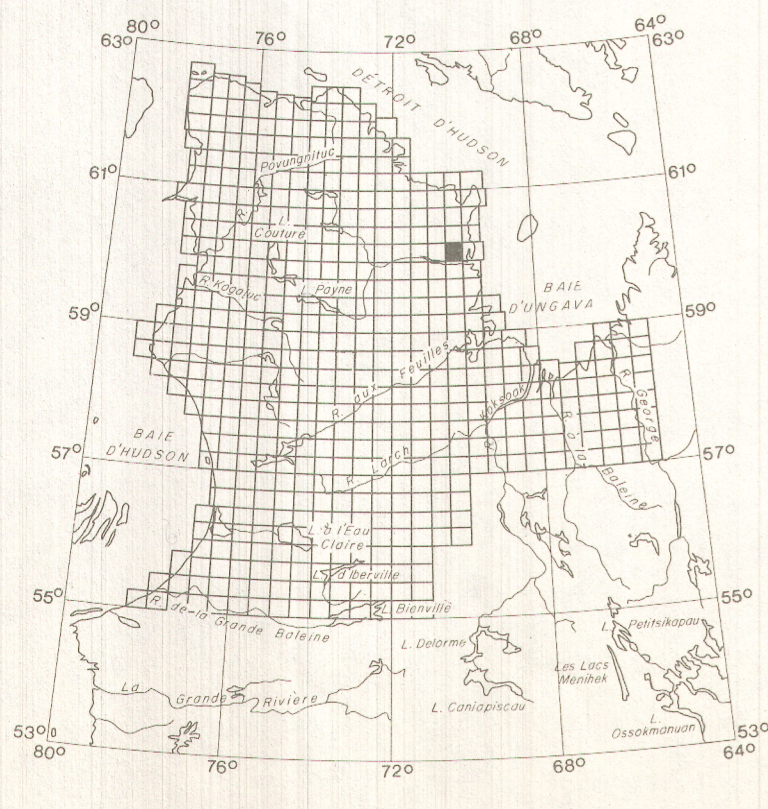 80° 76° 72° 68° 64°
63° 63°
DÉTROIT
D'HUDSON
Povungnituc
61° 61°
R.
L.
Couture
R. Kogaluc
L. Payne
BAIE
D'UNGAVA
59° 59°
R. aux Feuilles
R. Koksoak
R. George
R. à la
Baleine
BAIE
D'HUDSON
57° 57°
R. Larch
L. à l'Eau
Claire
L. d'Iberville
L. Bienville
55° 55°
R. de-la Grande Baleine
L. Delorme
L. Petitsikapau
Les Lacs
Menihek
La Grande Rivière
L. Caniapiscau
L.
Ossokmanuan
53° 53°
80° 76° 72° 68° 64°